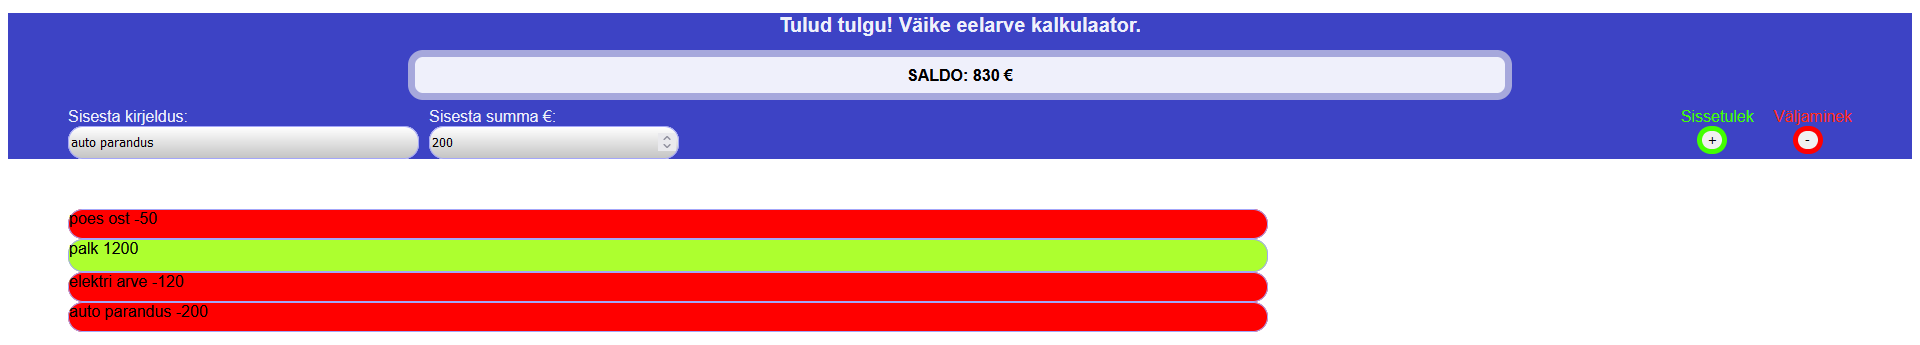 Tulud tulgu! Väike eelarve kalkulaator.
SALDO: 830 €
Sisesta kirjeldus: Sisesta summa €: Sissetulek Väljaminek
auto parandus 200 + -
poes ost -50
palk 1200
elektri arve -120
auto parandus -200